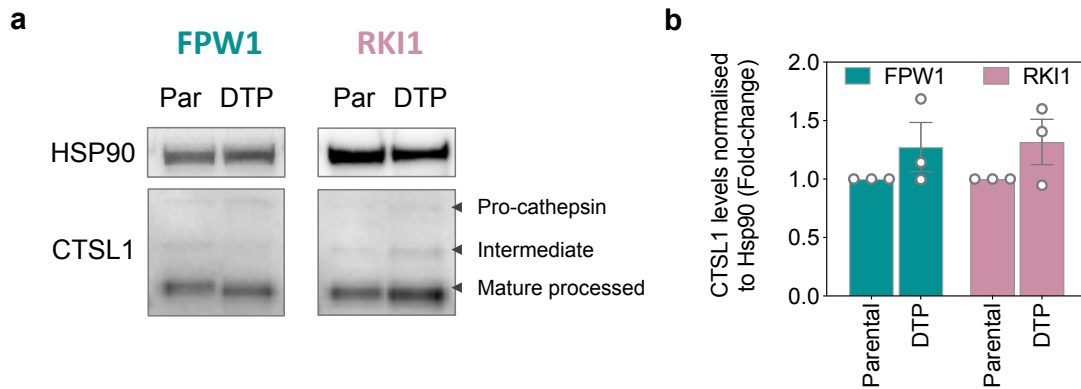 a
FPW1 RKI1
Par DTP Par DTP
HSP90
CTSL1
Pro-cathepsin
Intermediate
Mature processed
b
CTSL1 levels normalised
to Hsp90 (Fold-change)
2.0
1.5
1.0
0.5
0.0
FPW1 RKI1
Parental
DTP
Parental
DTP